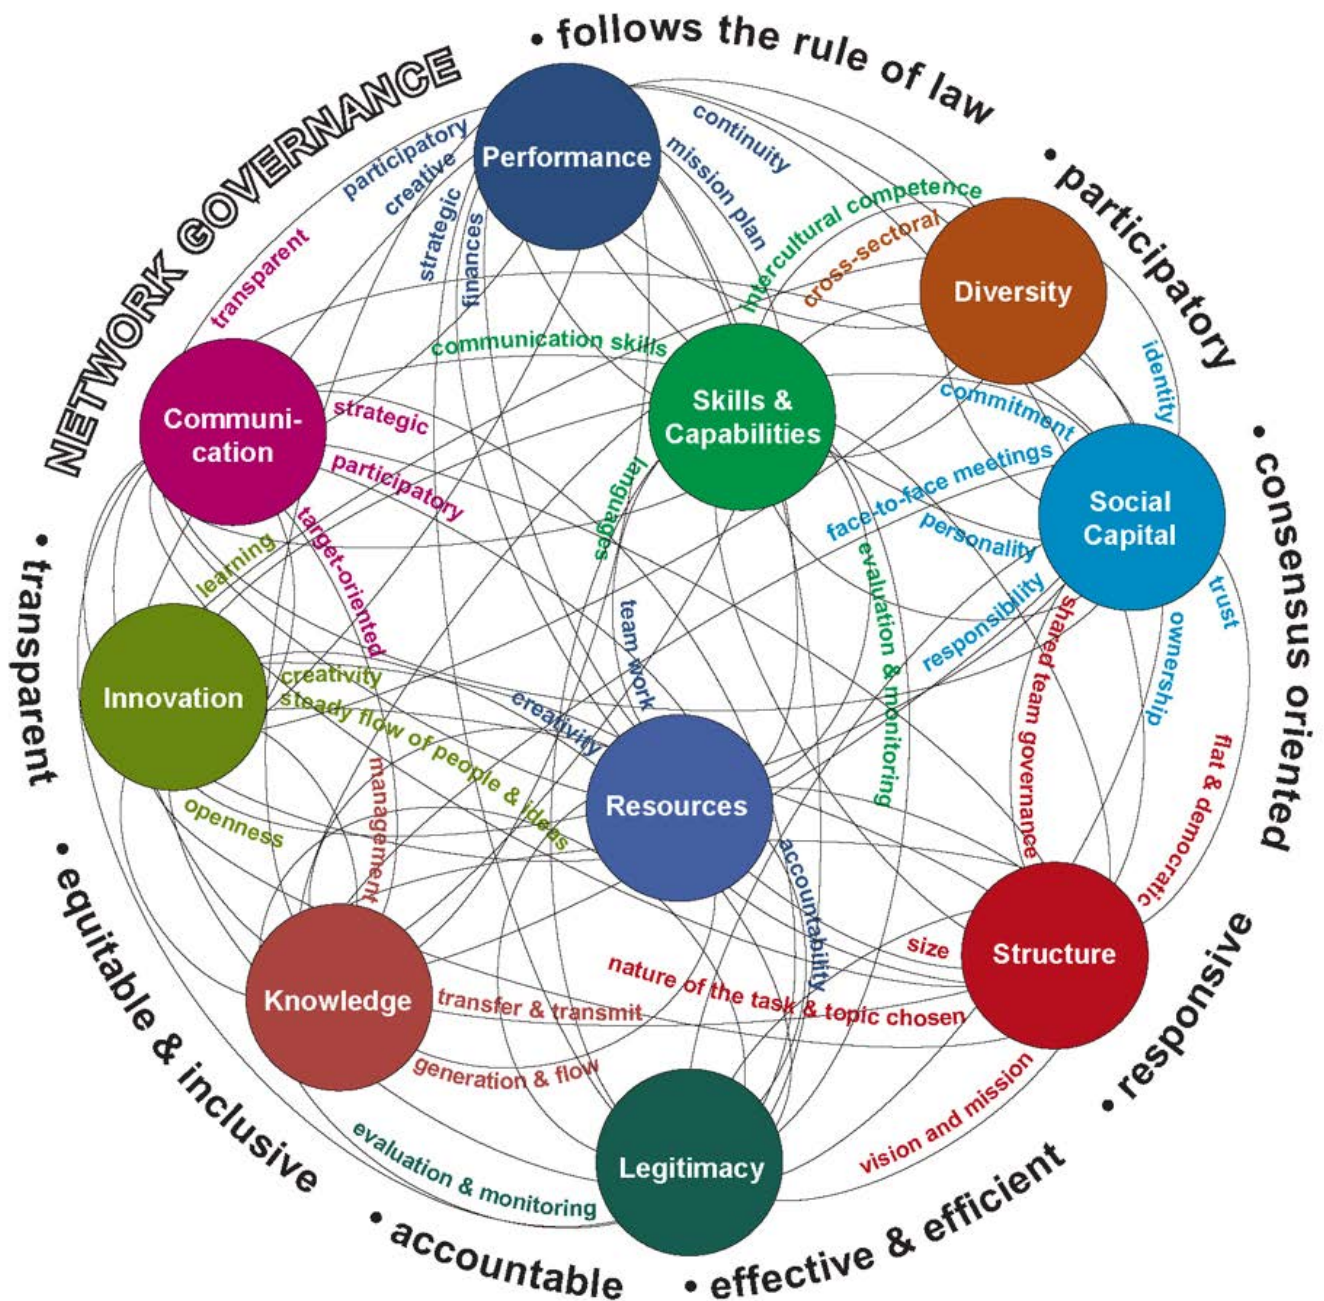 NETWORK GOVERNANCE
• follows the rule of law
• participatory
• consensus oriented
• responsive
• effective & efficient
• accountable
• equitable & inclusive
• transparent
Performance
participatory
creative
strategic
finances
continuity
mission plan
Diversity
intercultural competence
cross-sectoral
Skills &
Capabilities
communication skills
languages
evaluation & monitoring
Communi-
cation
transparent
strategic
participatory
target-oriented
Social
Capital
identity
commitment
face-to-face meetings
personality
responsibility
trust
ownership
Innovation
learning
creativity
steady flow of people & ideas
openness
Resources
team work
creativity
accountability
Structure
shared team governance
flat & democratic
size
nature of the task & topic chosen
vision and mission
Knowledge
management
transfer & transmit
generation & flow
Legitimacy
evaluation & monitoring